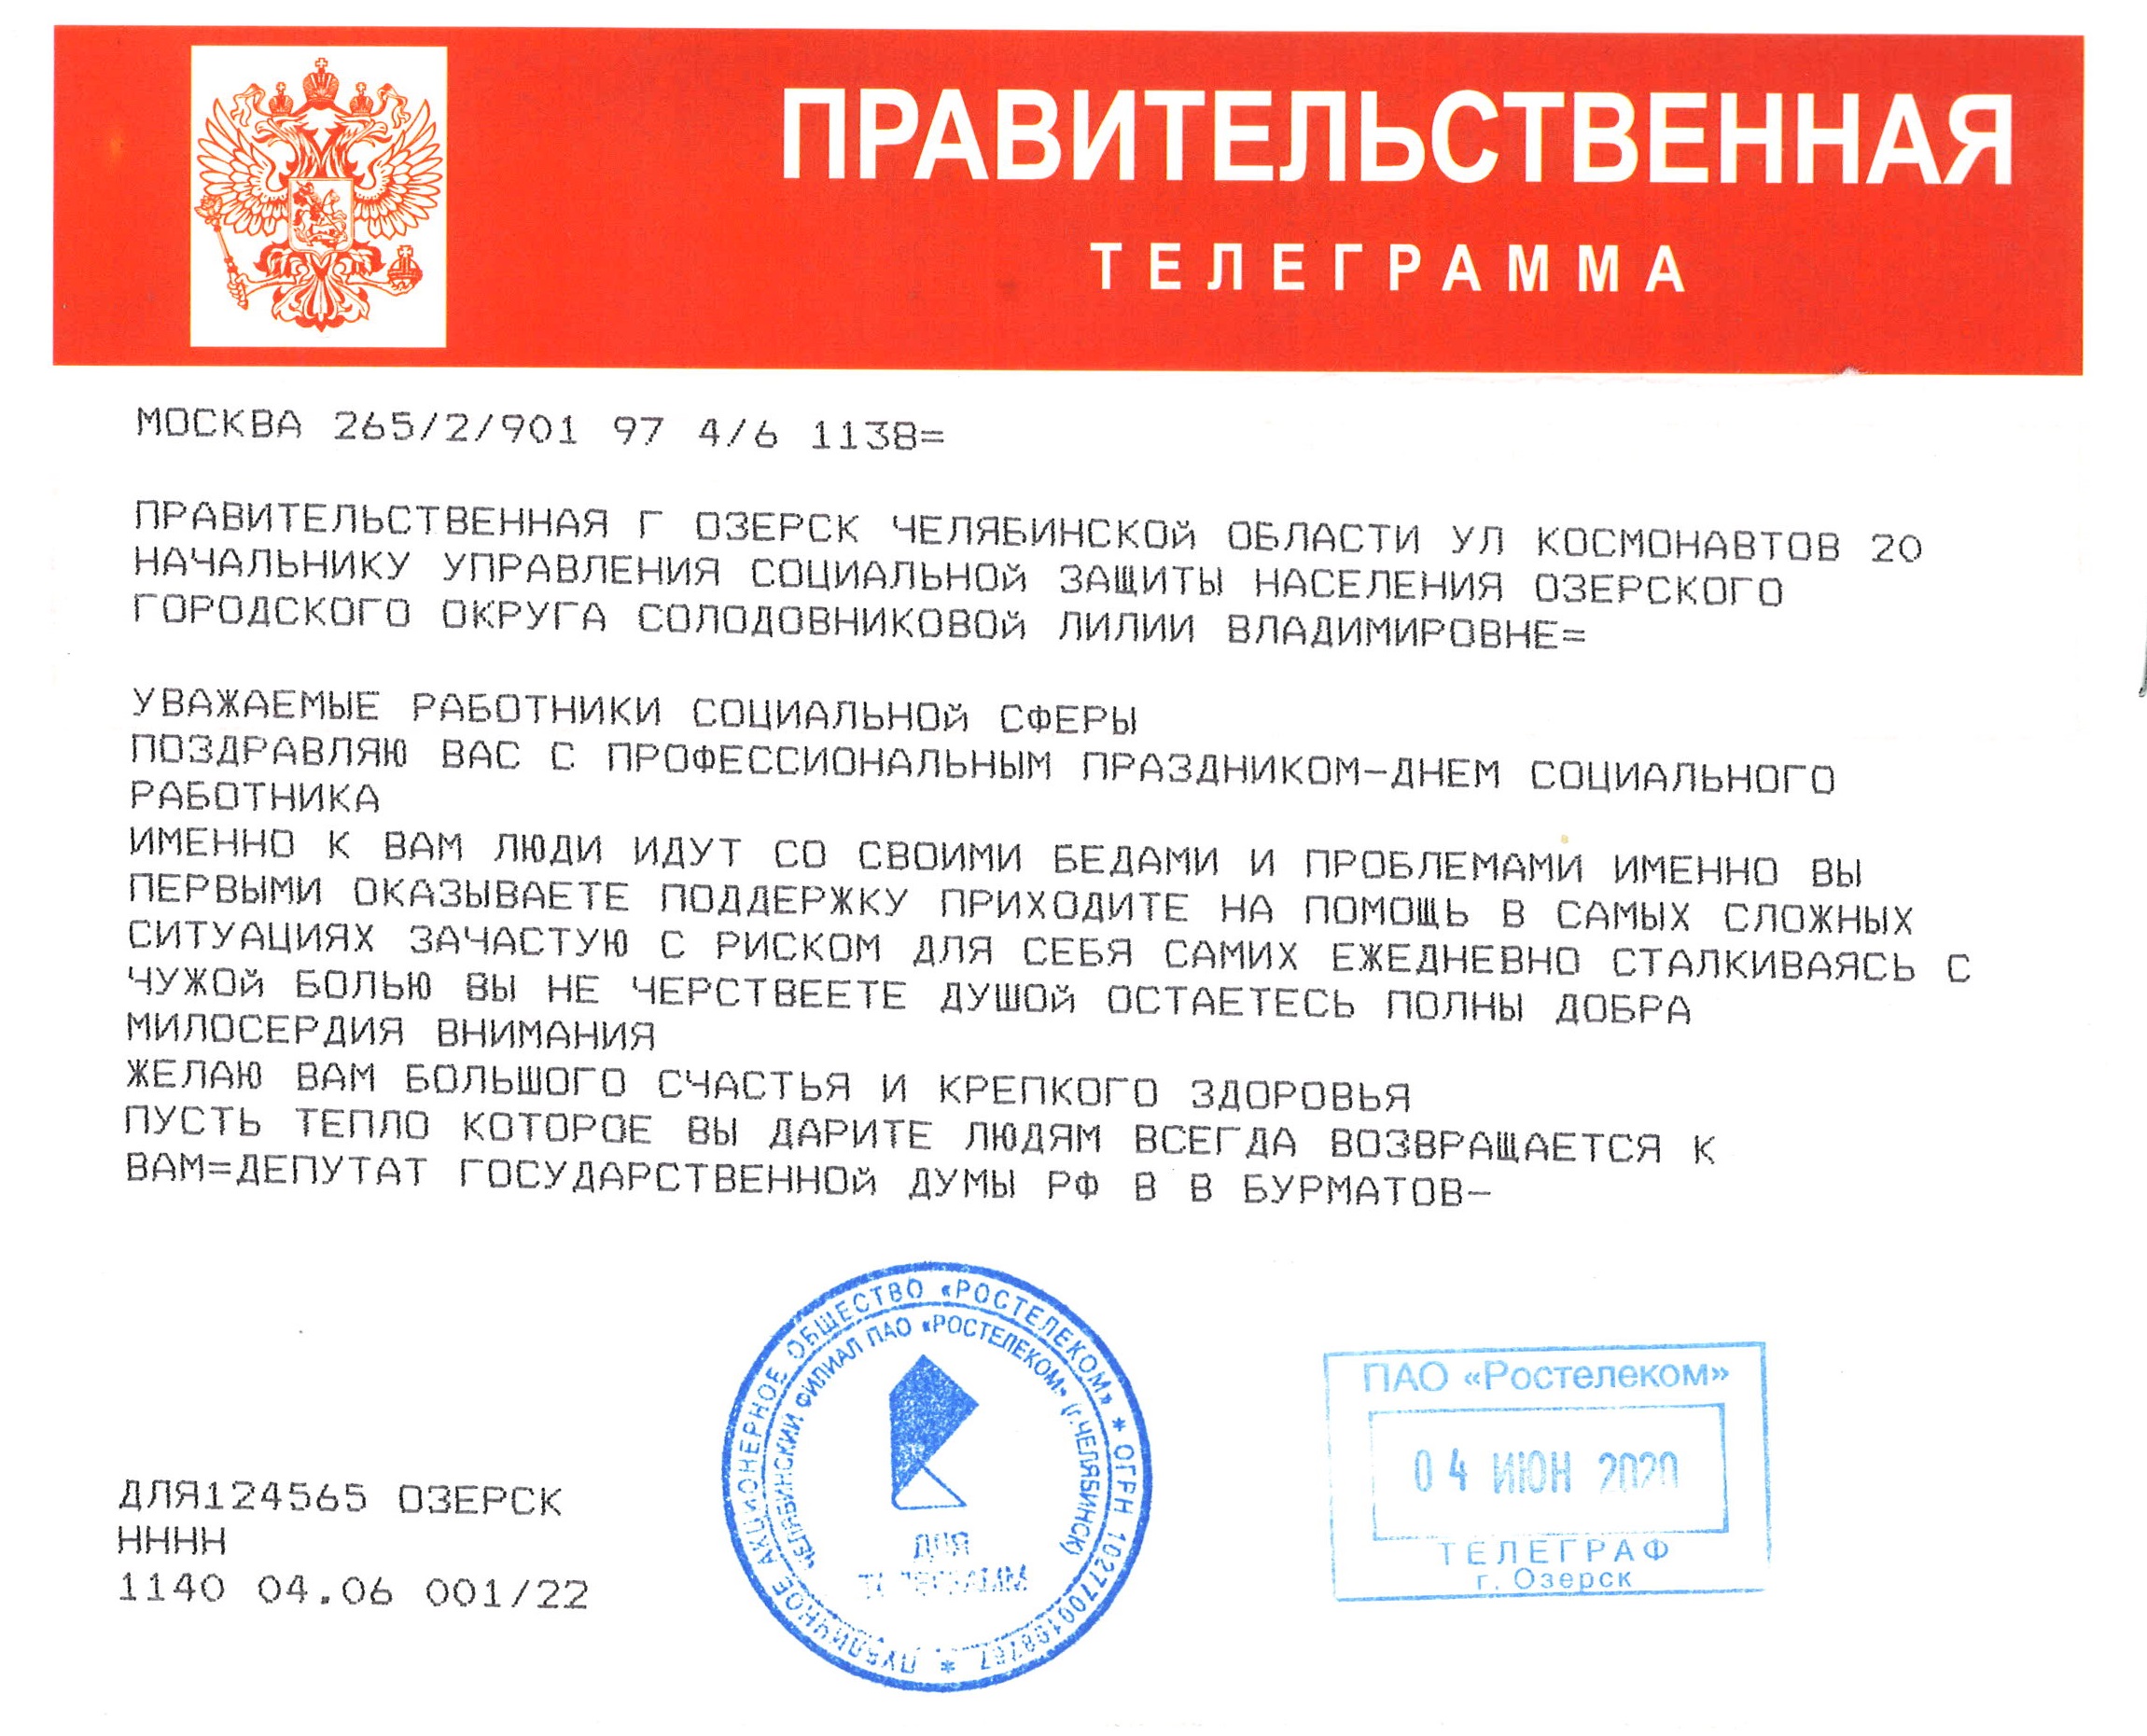 ПРАВИТЕЛЬСТВЕННАЯ
ТЕЛЕГРАММА
МОСКВА 265/2/901 97 4/6 1138=
ПРАВИТЕЛЬСТВЕННАЯ Г ОЗЕРСК ЧЕЛЯБИНСКОЙ ОБЛАСТИ УЛ КОСМОНАВТОВ 20
НАЧАЛЬНИКУ УПРАВЛЕНИЯ СОЦИАЛЬНОЙ ЗАЩИТЫ НАСЕЛЕНИЯ ОЗЕРСКОГО
ГОРОДСКОГО ОКРУГА СОЛОДОВНИКОВОЙ ЛИЛИИ ВЛАДИМИРОВНЕ=
УВАЖАЕМЫЕ РАБОТНИКИ СОЦИАЛЬНОЙ СФЕРЫ
ПОЗДРАВЛЯЮ ВАС С ПРОФЕССИОНАЛЬНЫМ ПРАЗДНИКОМ-ДНЕМ СОЦИАЛЬНОГО
РАБОТНИКА
ИМЕННО К ВАМ ЛЮДИ ИДУТ СО СВОИМИ БЕДАМИ И ПРОБЛЕМАМИ ИМЕННО ВЫ
ПЕРВЫМИ ОКАЗЫВАЕТЕ ПОДДЕРЖКУ ПРИХОДИТЕ НА ПОМОЩЬ В САМЫХ СЛОЖНЫХ
СИТУАЦИЯХ ЗАЧАСТУЮ С РИСКОМ ДЛЯ СЕБЯ САМИХ ЕЖЕДНЕВНО СТАЛКИВАЯСЬ С
ЧУЖОЙ БОЛЬЮ ВЫ НЕ ЧЕРСТВЕЕТЕ ДУШОЙ ОСТАЕТЕСЬ ПОЛНЫ ДОБРА
МИЛОСЕРДИЯ ВНИМАНИЯ
ЖЕЛАЮ ВАМ БОЛЬШОГО СЧАСТЬЯ И КРЕПКОГО ЗДОРОВЬЯ
ПУСТЬ ТЕПЛО КОТОРОЕ ВЫ ДАРИТЕ ЛЮДЯМ ВСЕГДА ВОЗВРАЩАЕТСЯ К
ВАМ=ДЕПУТАТ ГОСУДАРСТВЕННОЙ ДУМЫ РФ В В БУРМАТОВ-
ПУБЛИЧНОЕ АКЦИОНЕРНОЕ ОБЩЕСТВО «РОСТЕЛЕКОМ» * ОГРН 1027700198767 *
ЧЕЛЯБИНСКИЙ ФИЛИАЛ ПАО «РОСТЕЛЕКОМ» (Г.ЧЕЛЯБИНСК)
ДЛЯ
ПАО «Ростелеком»
04 ИЮН 2020
ТЕЛЕГРАФ
г. Озерск
ДЛЯ124565 ОЗЕРСК
НННН
1140 04.06 001/22